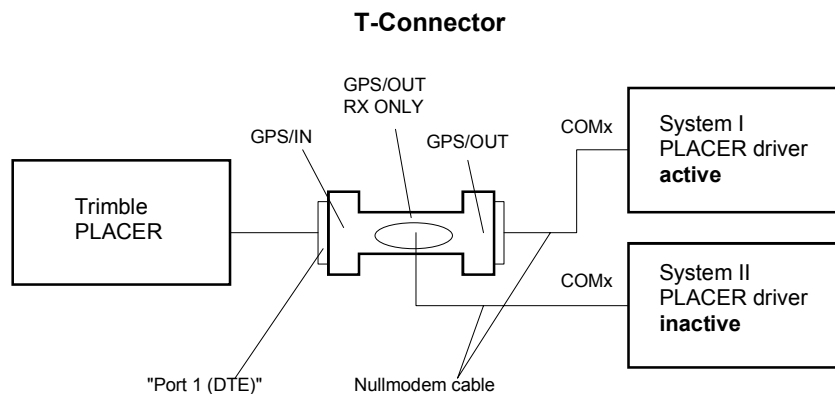 T-Connector
GPS/OUT
RX ONLY
GPS/IN
GPS/OUT
COMx
System I
PLACER driver
active
Trimble
PLACER
COMx
System II
PLACER driver
inactive
"Port 1 (DTE)"
Nullmodem cable